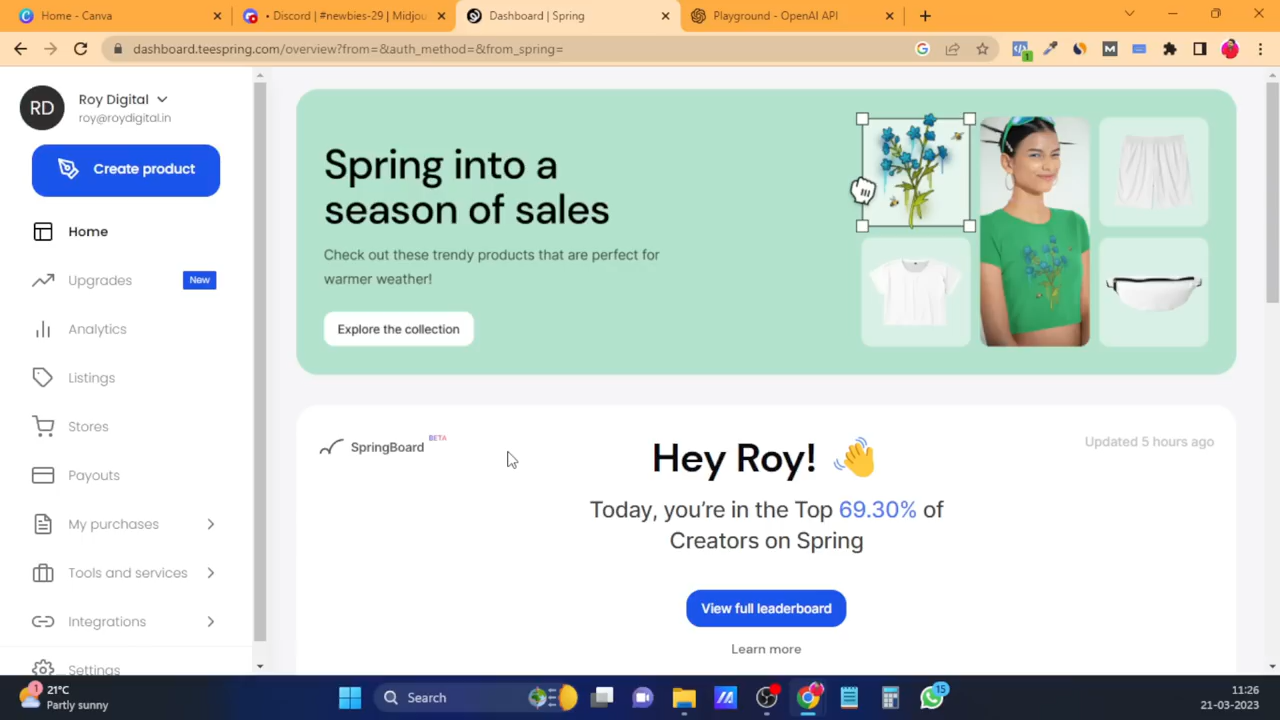 Home - Canva
• Discord | #newbies-29 | Midjou
Dashboard | Spring
Playground - OpenAI API
dashboard.teespring.com/overview?from=&auth_method=&from_spring=
1
RD
Roy Digital
roy@roydigital.in
Create product
Home
Upgrades
New
Analytics
Listings
Stores
Payouts
My purchases
Tools and services
Integrations
Settings
Spring into a
season of sales
Check out these trendy products that are perfect for
warmer weather!
Explore the collection
SpringBoard
BETA
Updated 5 hours ago
Hey Roy! 👋
Today, you're in the Top 69.30% of
Creators on Spring
View full leaderboard
Learn more
1
21°C
Partly sunny
Search
15
11:26
21-03-2023